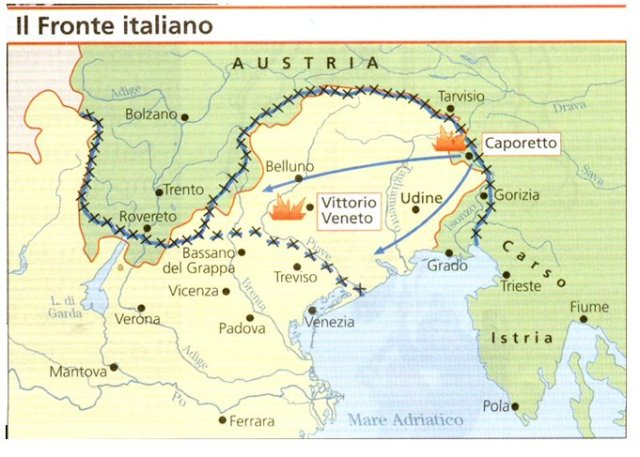 Il Fronte italiano
AUSTRIA
Adige
Tarvisio
Drava
Bolzano
Caporetto
Belluno
Sava
Trento
Tagliamento
Vittorio
Veneto
Udine
Isonzo
Gorizia
Rovereto
Piave
Bassano
del Grappa
Grado
Carso
Treviso
Trieste
L. di
Garda
Vicenza
Brenta
Fiume
Verona
Padova
Venezia
Istria
Adige
Mantova
Po
Ferrara
Mare Adriatico
Pola